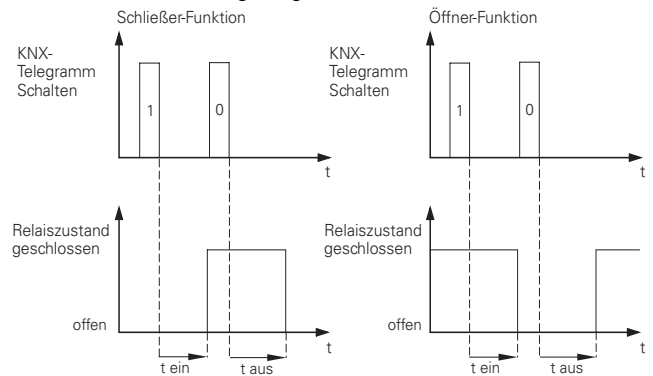 Schließer-Funktion
KNX-
Telegramm
Schalten
1
0
t
Relaiszustand
geschlossen
offen
t
t ein
t aus
Öffner-Funktion
KNX-
Telegramm
Schalten
1
0
t
Relaiszustand
geschlossen
offen
t
t ein
t aus